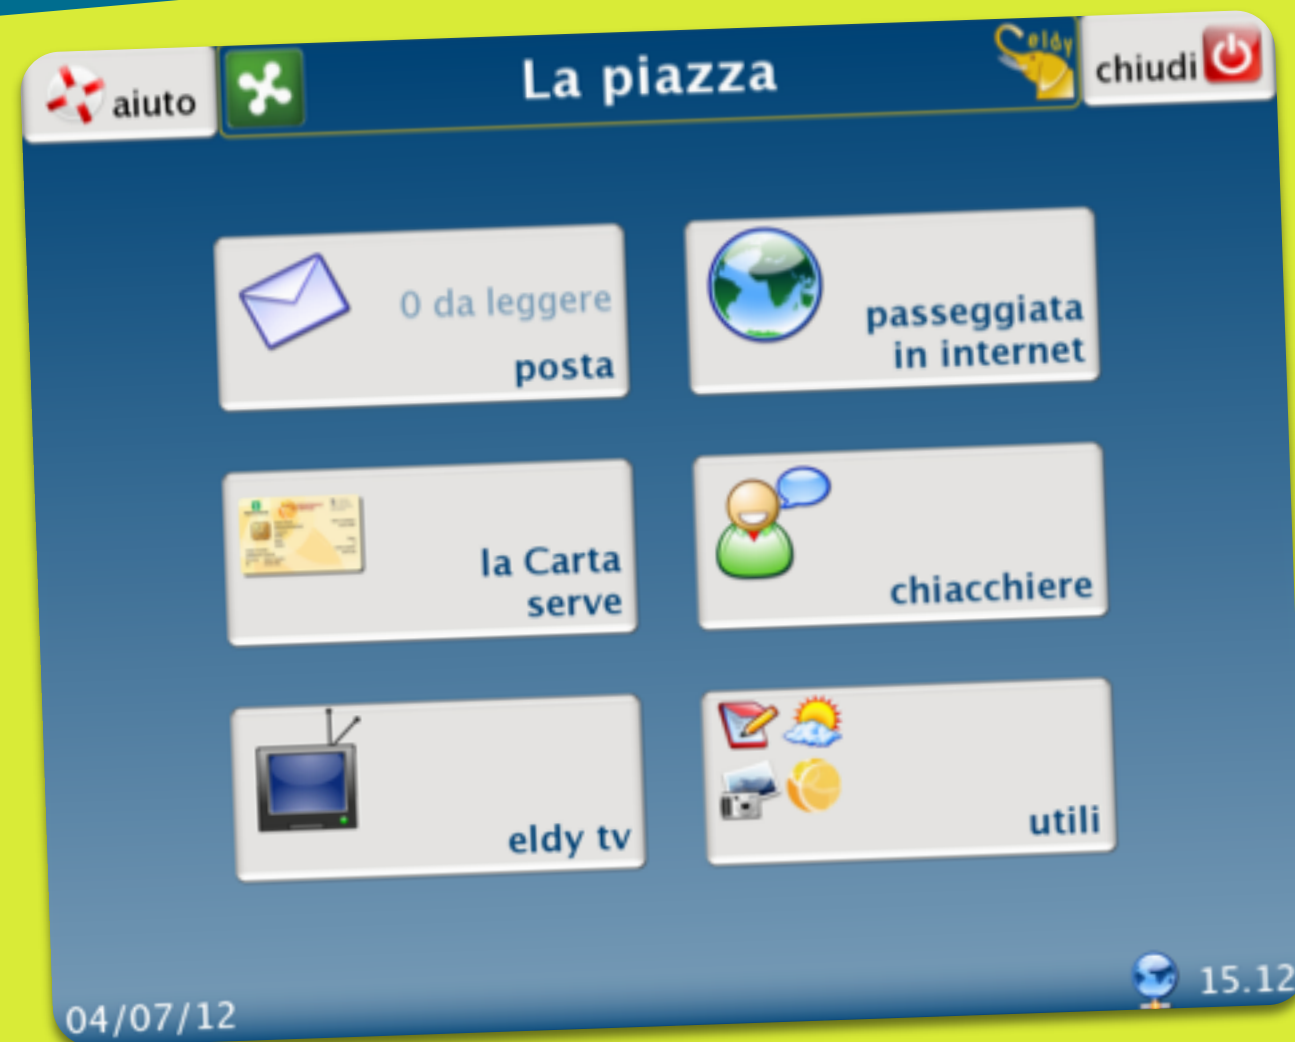 aiuto
La piazza
eldy
chiudi
0 da leggere
posta
passeggiata
in internet
la Carta
serve
chiacchiere
eldy tv
utili
04/07/12
15.12